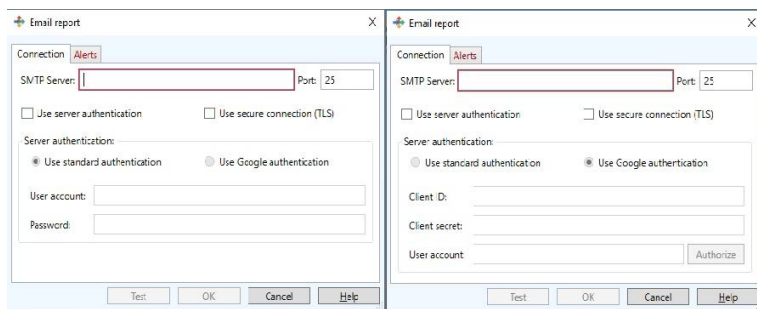 Email report X
Connection Alerts
SMTP Server: Port: 25
Use server authentication Use secure connection (TLS)
Server authentication:
Use standard authentication Use Google authentication
User account:
Password:
Test OK Cancel Help
Email report X
Connection Alerts
SMTP Server: Port: 25
Use server authentication Use secure connection (TLS)
Server authentication:
Use standard authentication Use Google authentication
Client ID:
Client secret:
User account Authorize
Test OK Cancel Help